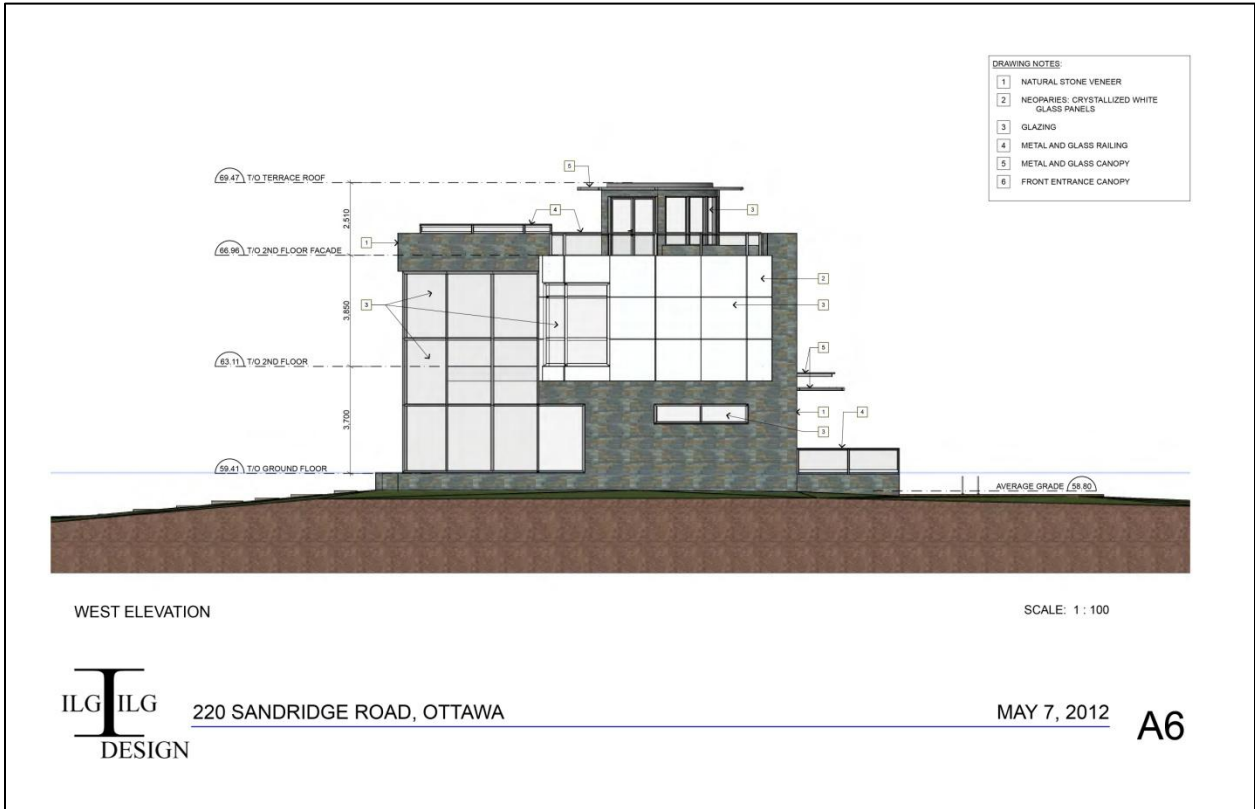 DRAWING NOTES:
1 NATURAL STONE VENEER
2 NEOPARIES: CRYSTALLIZED WHITE
GLASS PANELS
3 GLAZING
4 METAL AND GLASS RAILING
5 METAL AND GLASS CANOPY
6 FRONT ENTRANCE CANOPY
5
69.47 T/O TERRACE ROOF
4
3
2,510
1
66.96 T/O 2ND FLOOR FACADE
2
3
3
3,850
63.11 T/O 2ND FLOOR
1
3
4
3,700
59.41 T/O GROUND FLOOR
AVERAGE GRADE 58.80
WEST ELEVATION
SCALE: 1 : 100
ILG ILG
DESIGN
220 SANDRIDGE ROAD, OTTAWA
MAY 7, 2012
A6